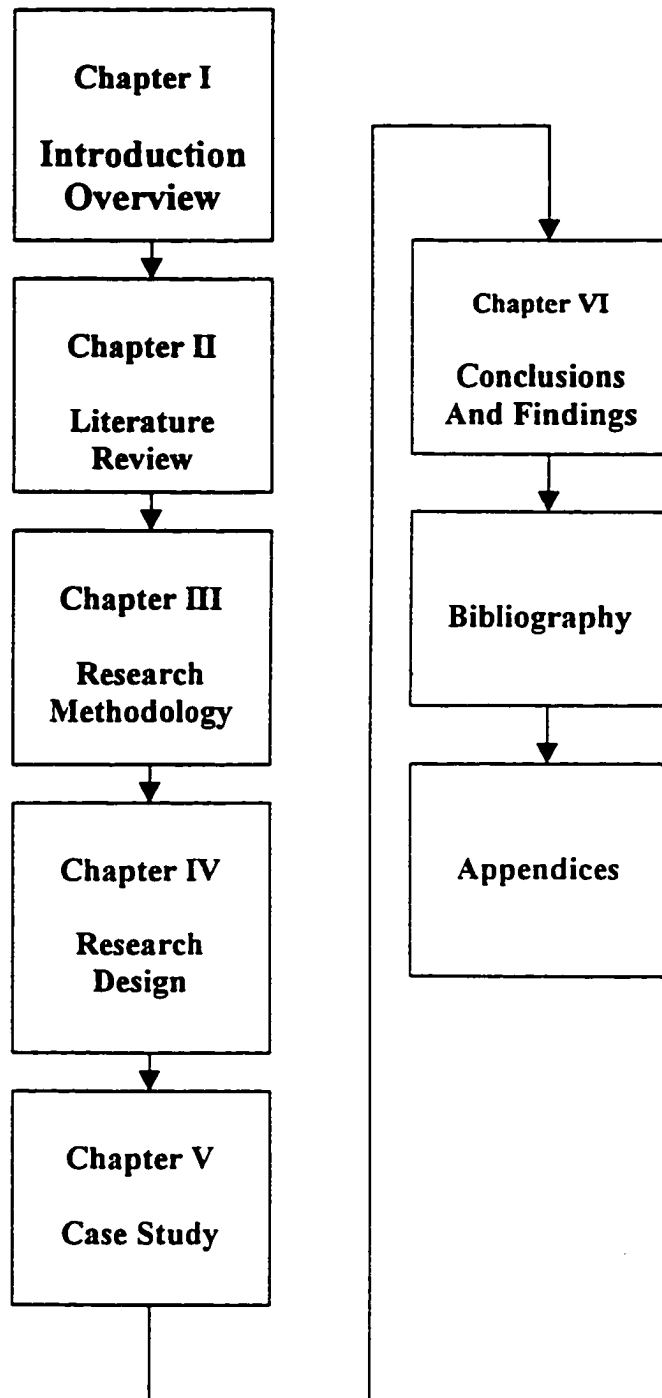 Chapter I
Introduction
Overview
Chapter II
Literature
Review
Chapter III
Research
Methodology
Chapter IV
Research
Design
Chapter V
Case Study
Chapter VI
Conclusions
And Findings
Bibliography
Appendices